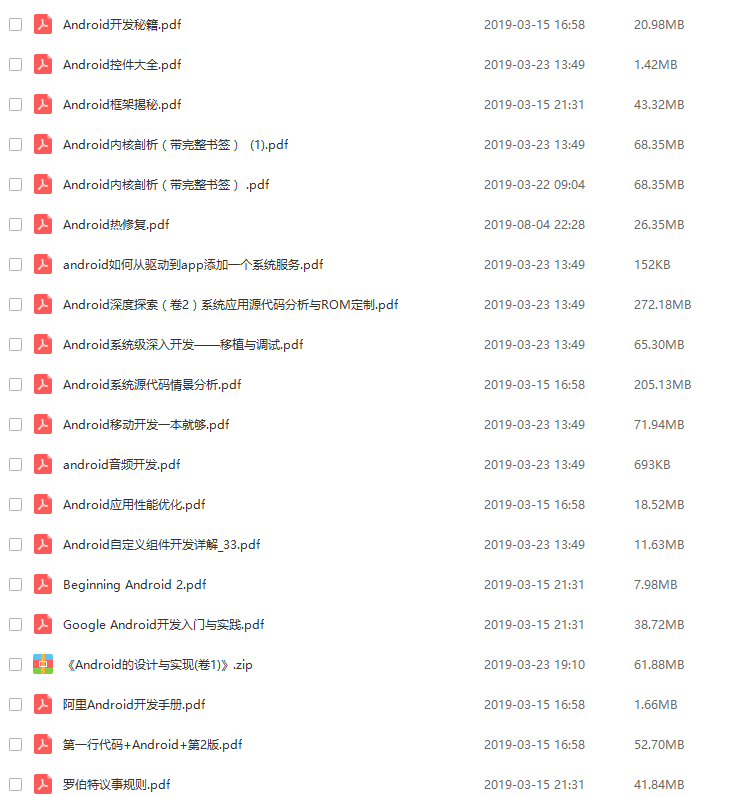 Android开发秘籍.pdf 2019-03-15 16:58 20.98MB
Android控件大全.pdf 2019-03-23 13:49 1.42MB
Android框架揭秘.pdf 2019-03-15 21:31 43.32MB
Android内核剖析（带完整书签） (1).pdf 2019-03-23 13:49 68.35MB
Android内核剖析（带完整书签）.pdf 2019-03-22 09:04 68.35MB
Android热修复.pdf 2019-08-04 22:28 26.35MB
android如何从驱动到app添加一个系统服务.pdf 2019-03-23 13:49 152KB
Android深度探索（卷2）系统应用源代码分析与ROM定制.pdf 2019-03-23 13:49 272.18MB
Android系统级深入开发——移植与调试.pdf 2019-03-23 13:49 65.30MB
Android系统源代码情景分析.pdf 2019-03-15 16:58 205.13MB
Android移动开发一本就够.pdf 2019-03-23 13:49 71.94MB
android音频开发.pdf 2019-03-23 13:49 693KB
Android应用性能优化.pdf 2019-03-15 16:58 18.52MB
Android自定义组件开发详解_33.pdf 2019-03-23 13:49 11.63MB
Beginning Android 2.pdf 2019-03-15 21:31 7.98MB
Google Android开发入门与实践.pdf 2019-03-15 21:31 38.72MB
《Android的设计与实现(卷1)》.zip 2019-03-23 19:10 61.88MB
阿里Android开发手册.pdf 2019-03-15 16:58 1.66MB
第一行代码+Android+第2版.pdf 2019-03-15 16:58 52.70MB
罗伯特议事规则.pdf 2019-03-15 21:31 41.84MB